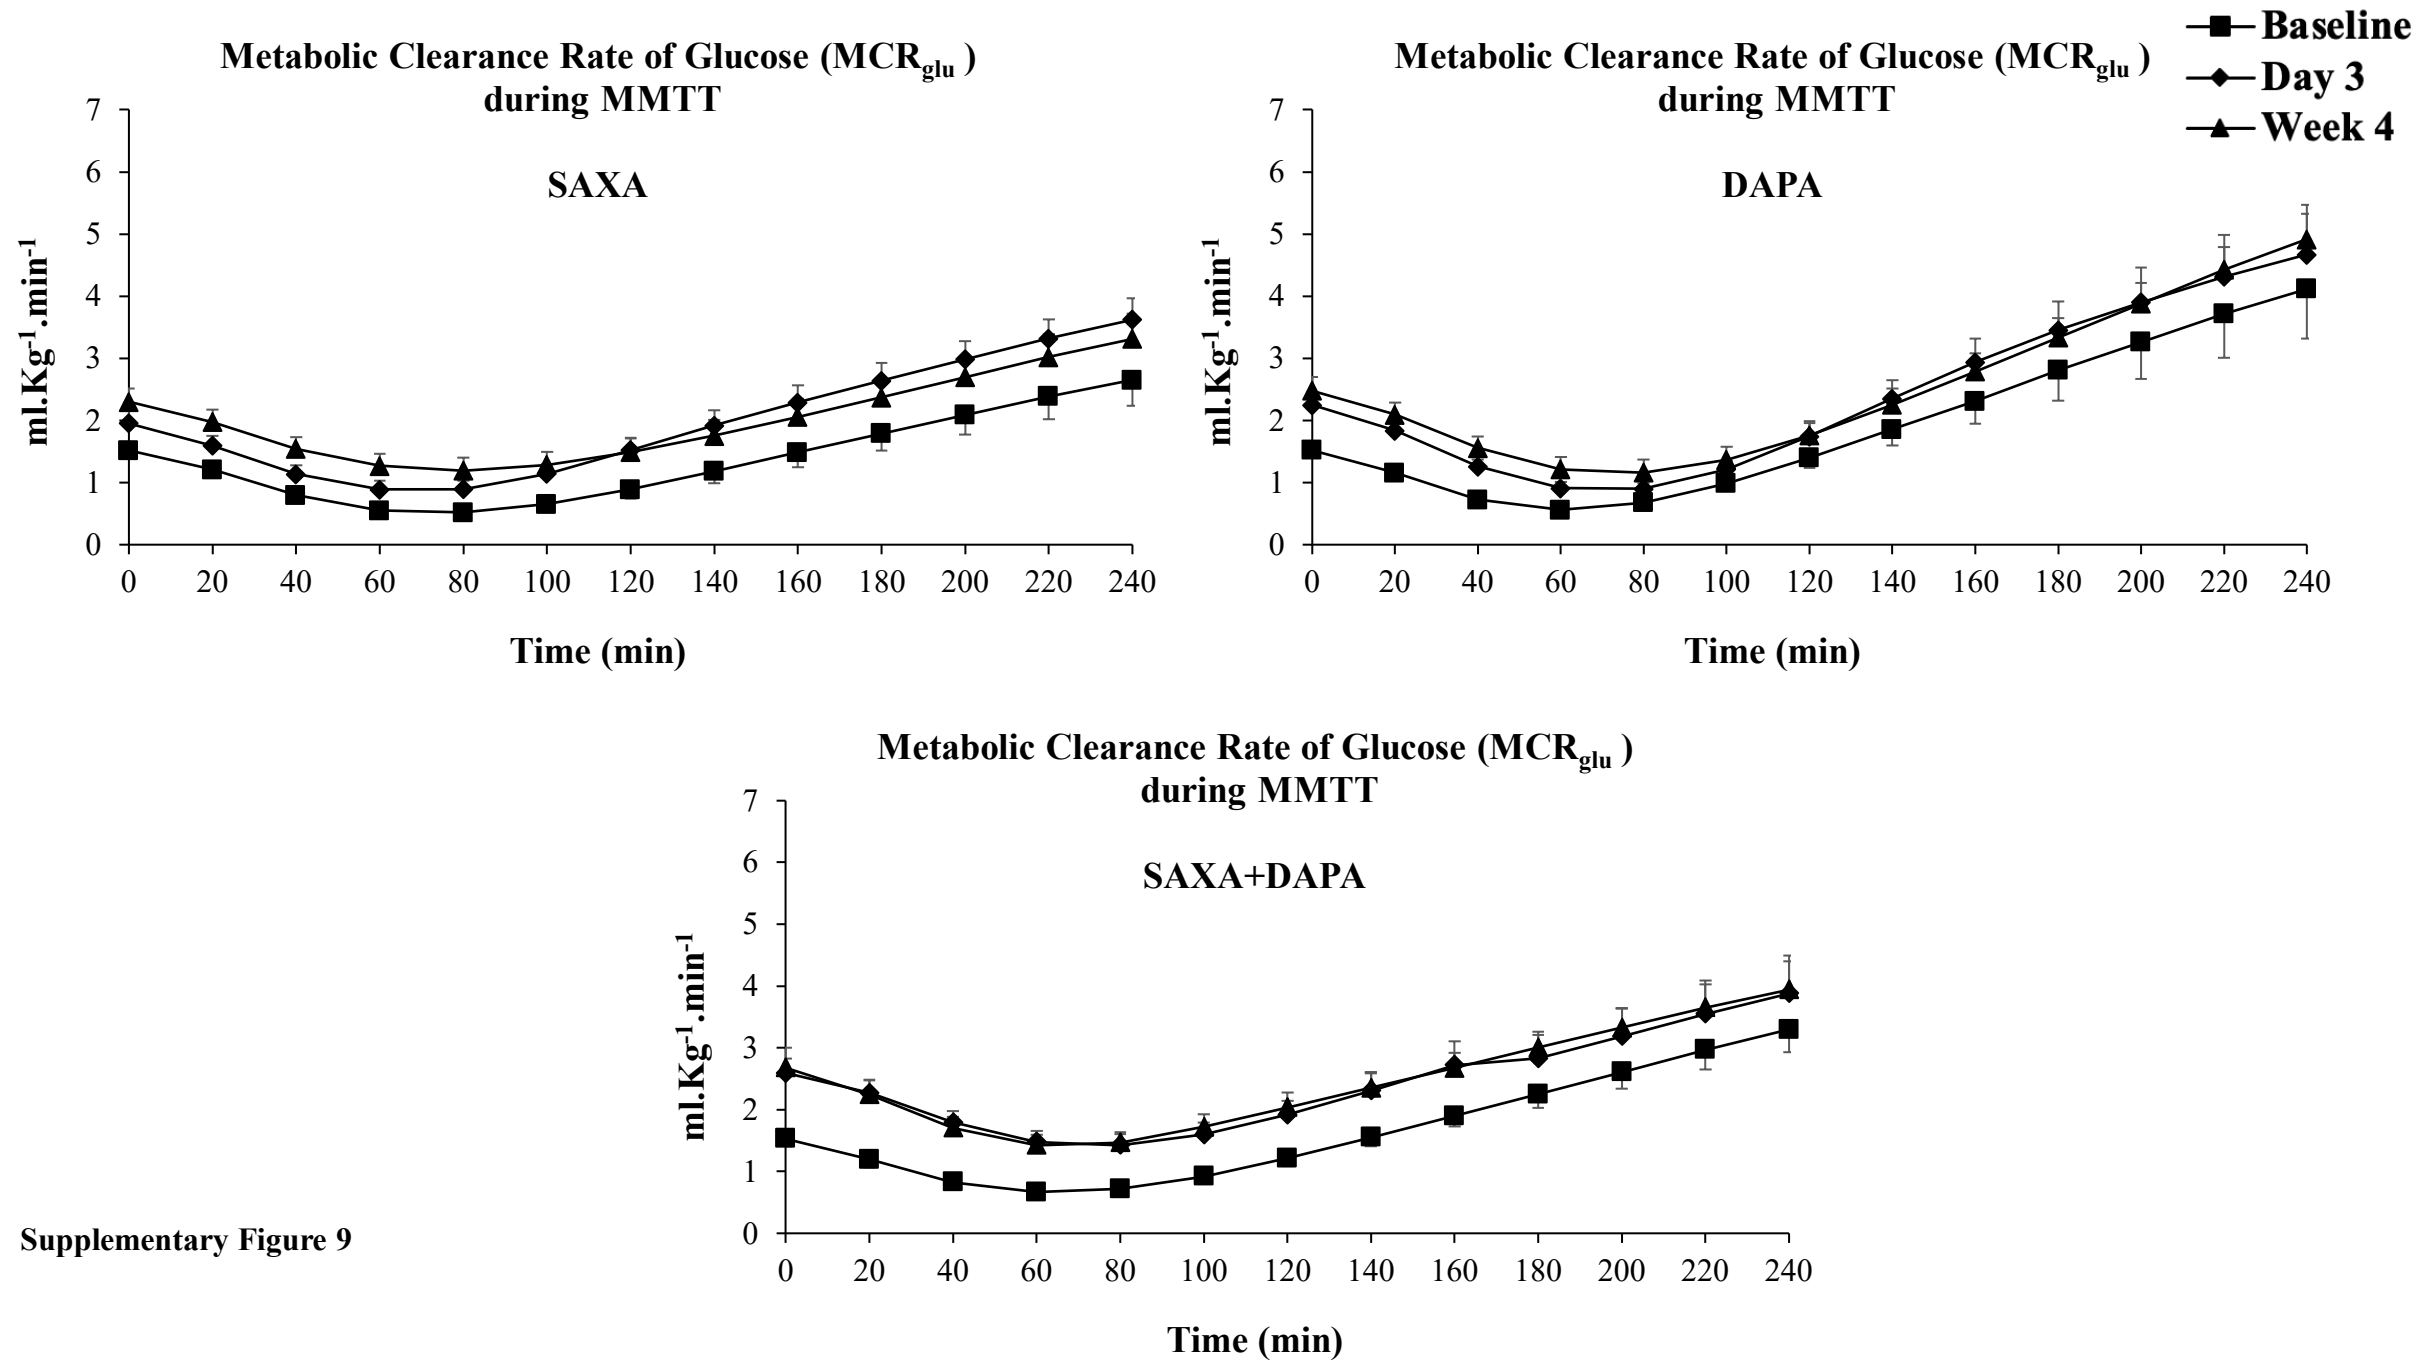 Baseline
Day 3
Week 4
Metabolic Clearance Rate of Glucose (MCRglu )
during MMTT
SAXA
7
6
5
4
3
2
1
0
ml.Kg-1.min-1
0 20 40 60 80 100 120 140 160 180 200 220 240
Time (min)
Metabolic Clearance Rate of Glucose (MCRglu )
during MMTT
DAPA
7
6
5
4
3
2
1
0
ml.Kg-1.min-1
0 20 40 60 80 100 120 140 160 180 200 220 240
Time (min)
Metabolic Clearance Rate of Glucose (MCRglu )
during MMTT
SAXA+DAPA
7
6
5
4
3
2
1
0
ml.Kg-1.min-1
0 20 40 60 80 100 120 140 160 180 200 220 240
Time (min)
Supplementary Figure 9